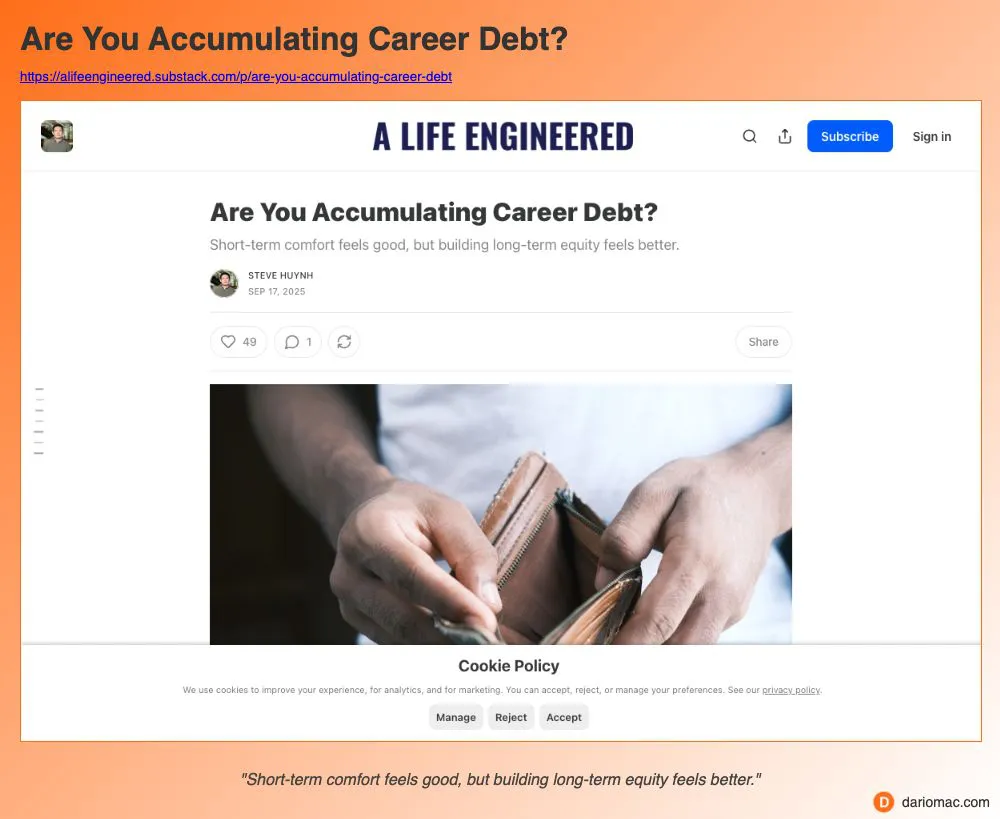 Are You Accumulating Career Debt?
https://alifeengineered.substack.com/p/are-you-accumulating-career-debt
A LIFE ENGINEERED
Subscribe
Sign in
Are You Accumulating Career Debt?
Short-term comfort feels good, but building long-term equity feels better.
STEVE HUYNH
SEP 17, 2025
49
1
Share
Cookie Policy
We use cookies to improve your experience, for analytics, and for marketing. You can accept, reject, or manage your preferences. See our privacy policy.
Manage
Reject
Accept
"Short-term comfort feels good, but building long-term equity feels better."
D
dariomac.com